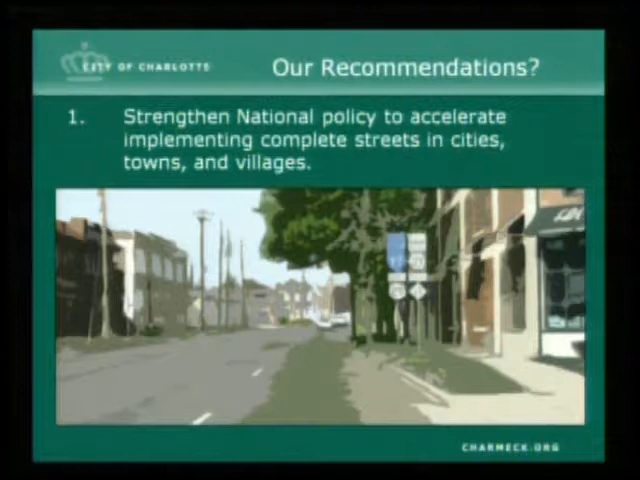 CITY OF CHARLOTTE
Our Recommendations?
1. Strengthen National policy to accelerate
implementing complete streets in cities,
towns, and villages.
CHARMECK.ORG